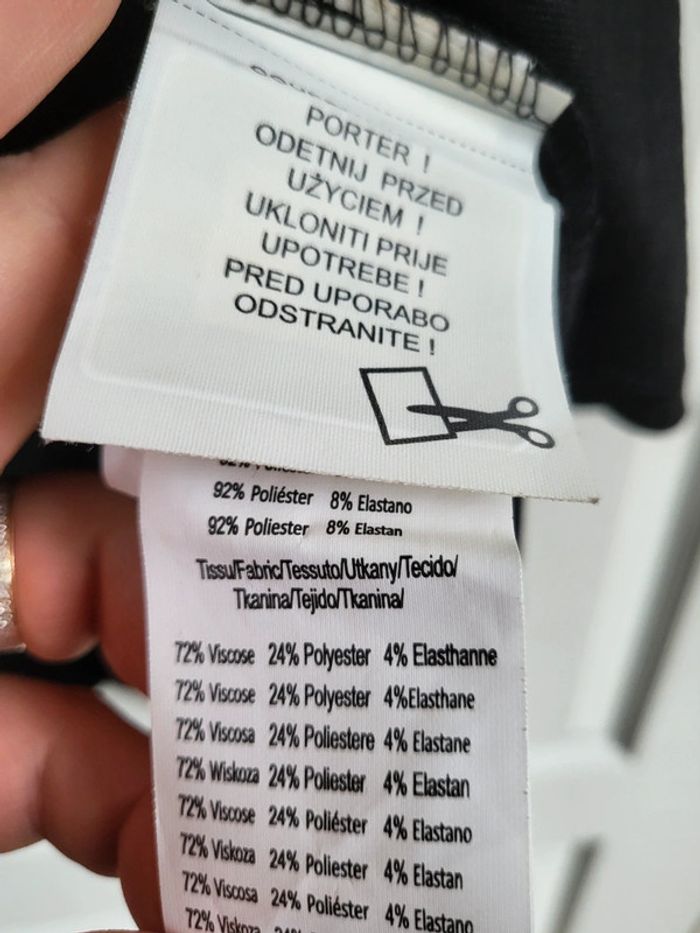 PORTER !
ODETNIJ PRZED
UŻYCIEM !
UKLONITI PRIJE
UPOTREBE !
PRED UPORABO
ODSTRANITE !
92% Poliéster 8% Elastano
92% Poliester 8% Elastan
Tissu/Fabric/Tessuto/Utkany/Tecido/
Tkanina/Tejido/Tkanina/
72% Viscose 24% Polyester 4% Elasthanne
72% Viscose 24% Polyester 4%Elasthane
72% Viscosa 24% Poliestere 4% Elastane
72% Wiskoza 24% Poliester 4% Elastan
72% Viscose 24% Poliéster 4% Elastano
72% Viskoza 24% Poliester 4% Elastan
72% Viscosa 24% Poliéster 4% Elastano
72% Viskoza 24%